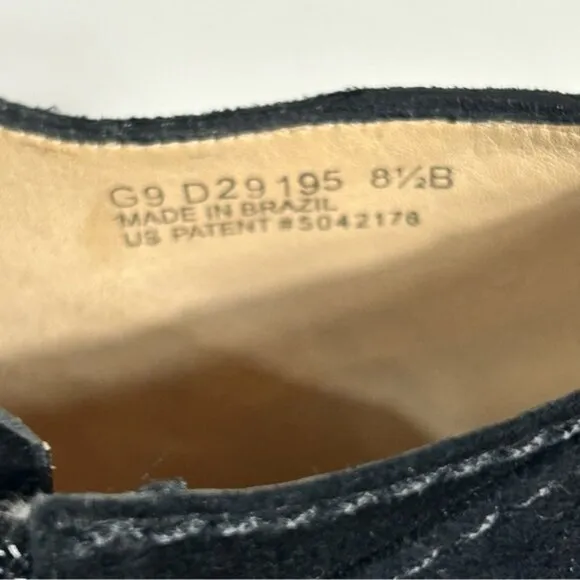 G9 D29195 8½B
MADE IN BRAZIL
US PATENT #5042176